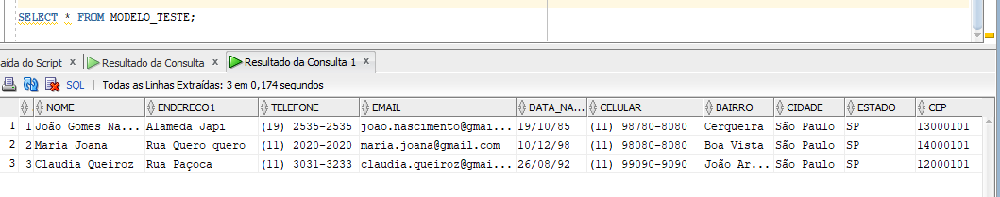 SELECT * FROM MODELO_TESTE;
aída do Script x Resultado da Consulta x Resultado da Consulta 1 x
SQL | Todas as Linhas Extraídas: 3 em 0,174 segundos
NOME ENDERECO1 TELEFONE EMAIL DATA_NA... CELULAR BAIRRO CIDADE ESTADO CEP
1 1 João Gomes Na... Alameda Japi (19) 2535-2535 joao.nascimento@gmai... 19/10/85 (11) 98780-8080 Cerqueira São Paulo SP 13000101
2 2 Maria Joana Rua Quero quero (11) 2020-2020 maria.joana@gmail.com 10/12/98 (11) 98080-8080 Boa Vista São Paulo SP 14000101
3 3 Claudia Queiroz Rua Paçoca (11) 3031-3233 claudia.queiroz@gmai... 26/08/92 (11) 99090-9090 João Ar... São Paulo SP 12000101